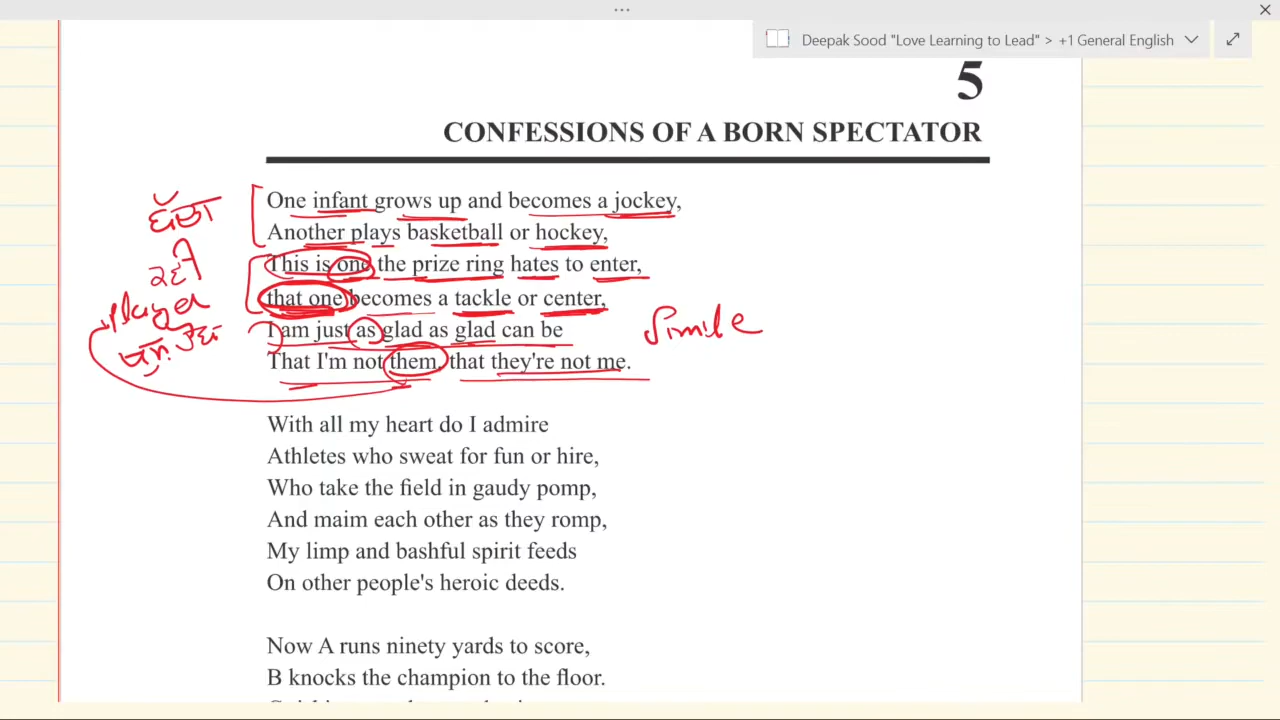 Deepak Sood "Love Learning to Lead" > +1 General English
5
CONFESSIONS OF A BORN SPECTATOR
One infant grows up and becomes a jockey,
Another plays basketball or hockey,
This is one the prize ring hates to enter,
that one becomes a tackle or center,
player
I am just as glad as glad can be
Simile
That I'm not them, that they're not me.
With all my heart do I admire
Athletes who sweat for fun or hire,
Who take the field in gaudy pomp,
And maim each other as they romp,
My limp and bashful spirit feeds
On other people's heroic deeds.
Now A runs ninety yards to score,
B knocks the champion to the floor.